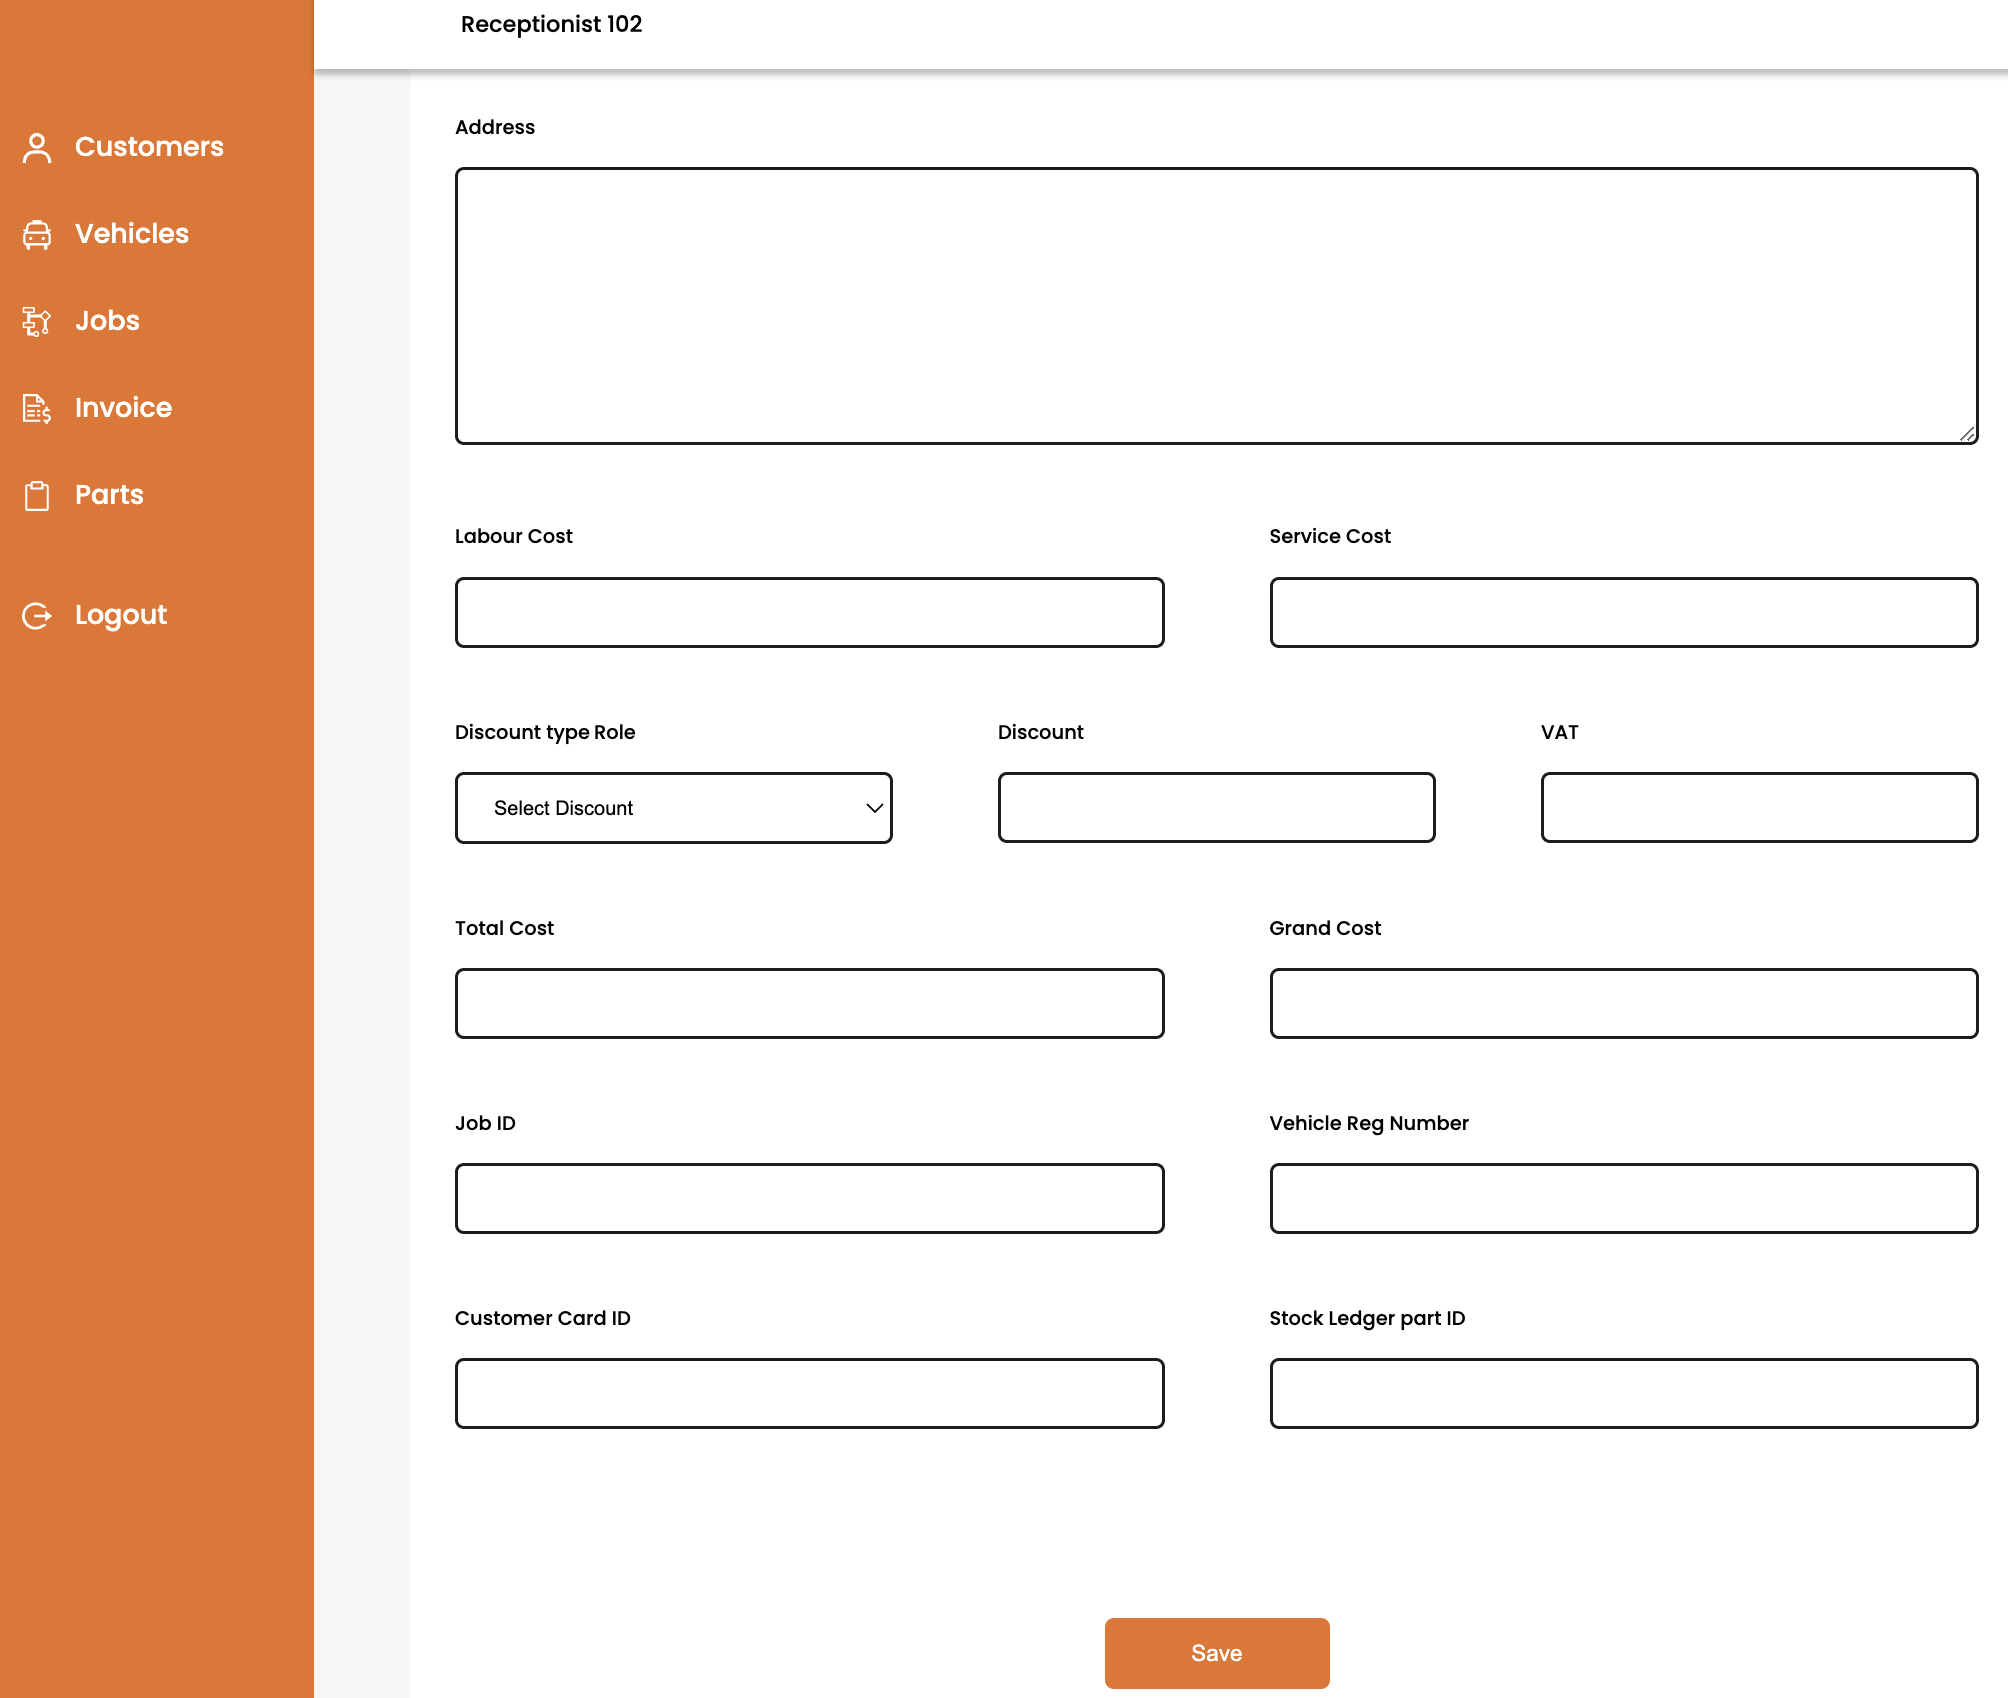 Receptionist 102
Customers
Vehicles
Jobs
Invoice
Parts
Logout
Address
Labour Cost
Service Cost
Discount type Role
Discount
VAT
Select Discount
Total Cost
Grand Cost
Job ID
Vehicle Reg Number
Customer Card ID
Stock Ledger part ID
Save